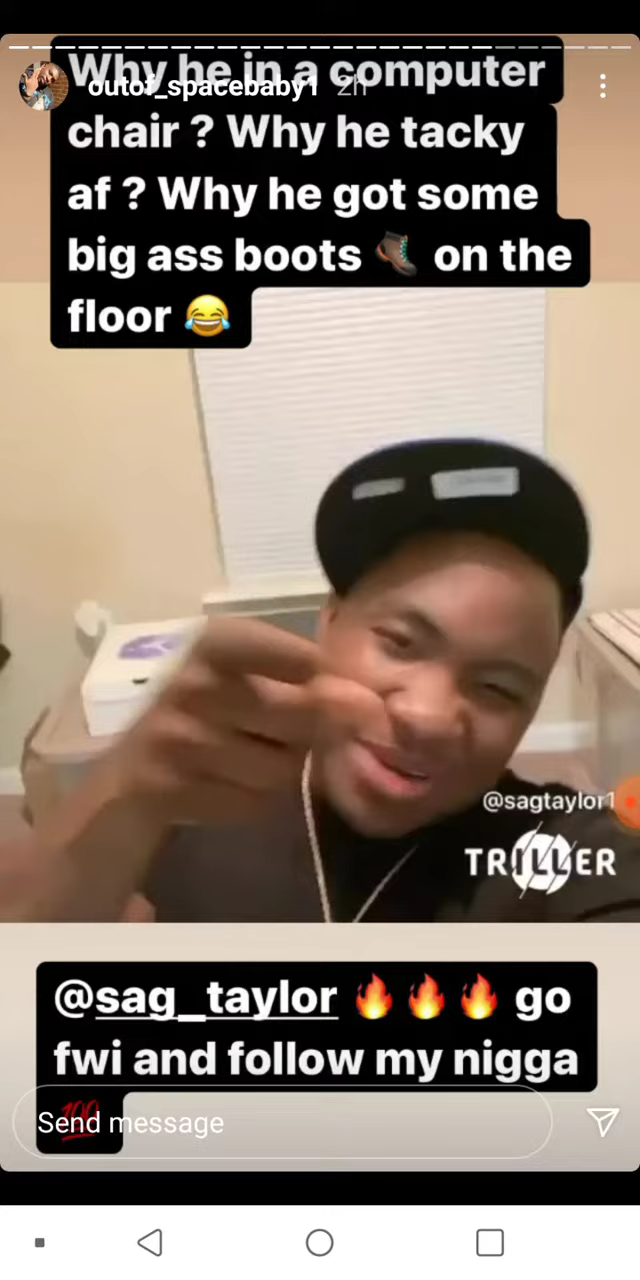 Why he in a computer
outof_spacebaby1 2h
chair ? Why he tacky
af ? Why he got some
big ass boots 🥾 on the
floor 😂
@sagtaylor1
TRILLER
@sag_taylor 🔥🔥🔥 go
fwi and follow my nigga
💯
Send message